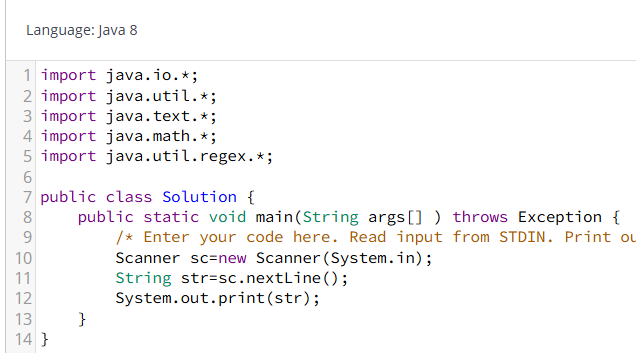 Language: Java 8
1 import java.io.*;
2 import java.util.*;
3 import java.text.*;
4 import java.math.*;
5 import java.util.regex.*;
6
7 public class Solution {
8     public static void main(String args[] ) throws Exception {
9         /* Enter your code here. Read input from STDIN. Print ou
10         Scanner sc=new Scanner(System.in);
11         String str=sc.nextLine();
12         System.out.print(str);
13     }
14 }